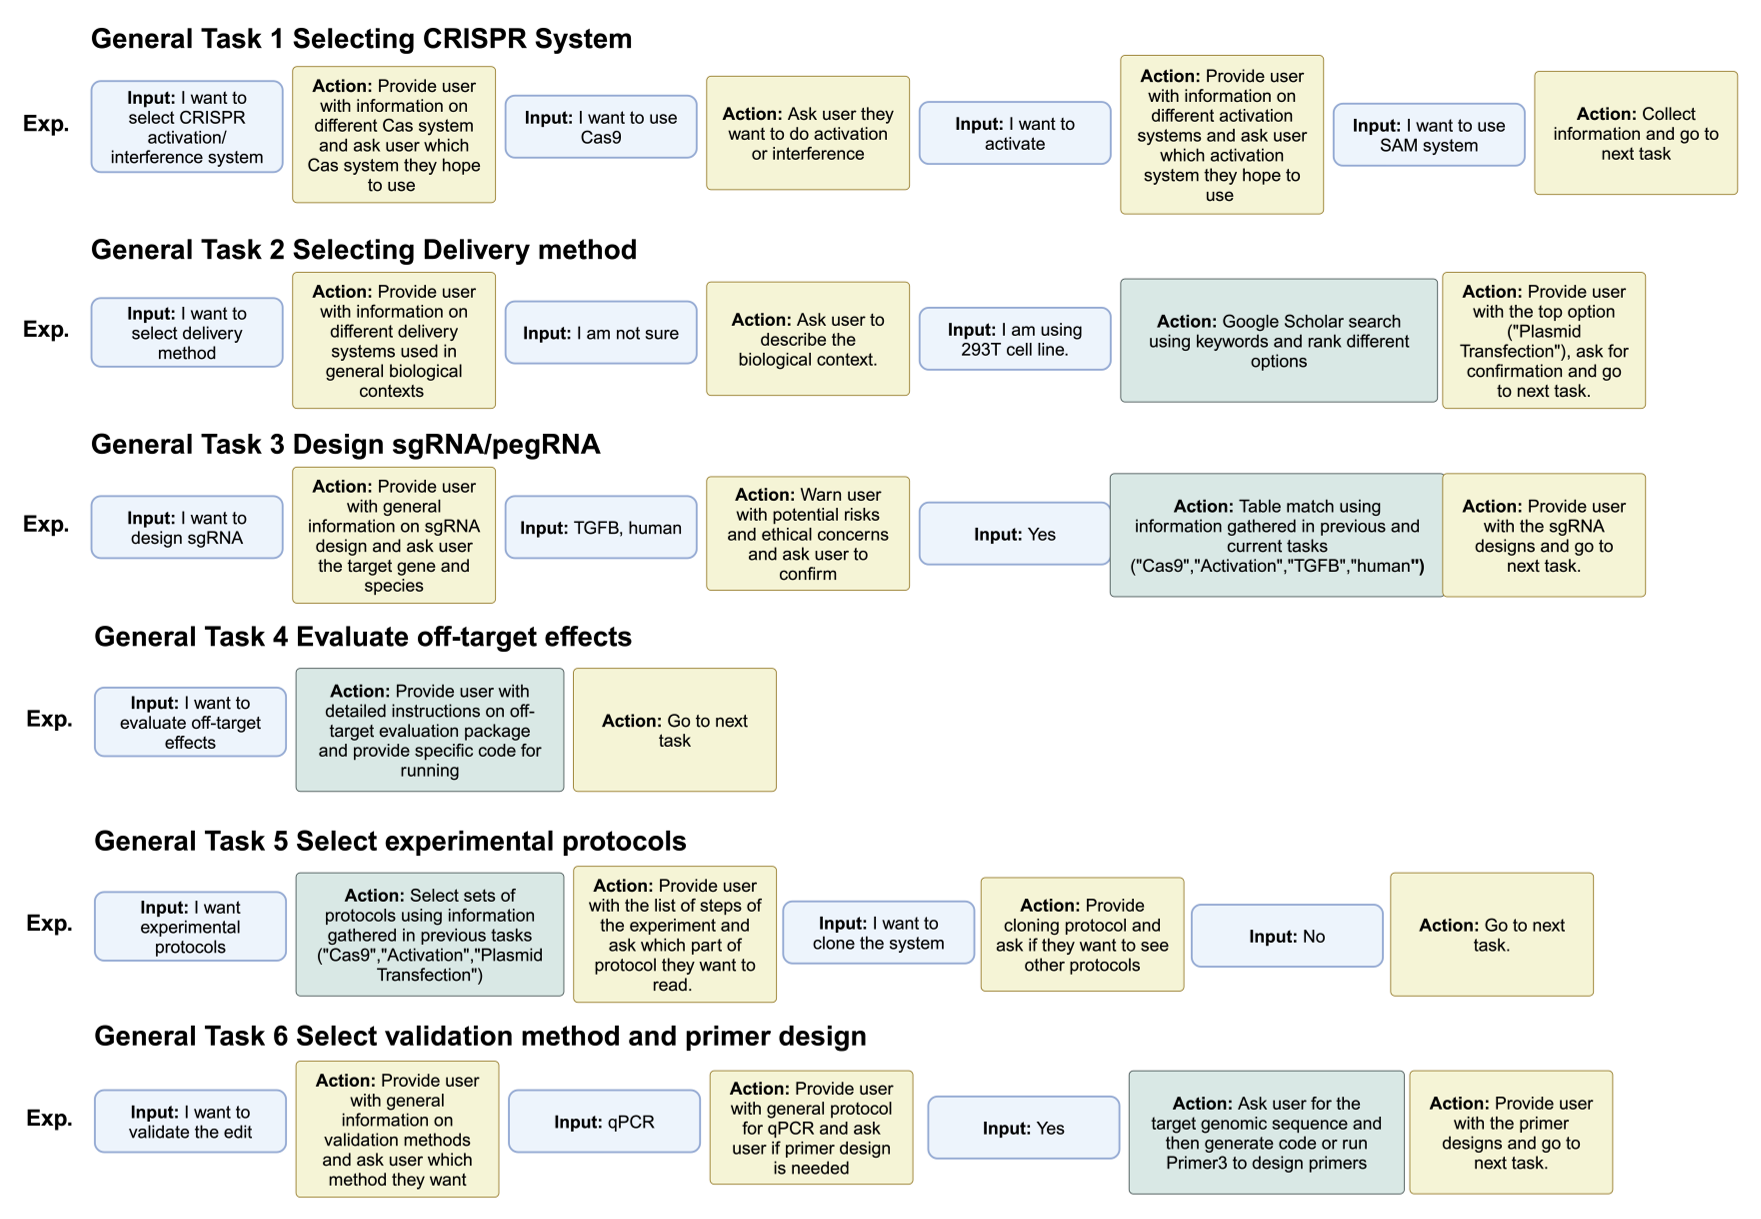 General Task 1 Selecting CRISPR System
Exp.
Input: I want to
select CRISPR
activation/
interference system
Action: Provide user
with information on
different Cas system
and ask user which
Cas system they hope
to use
Input: I want to use
Cas9
Action: Ask user they
want to do activation
or interference
Input: I want to
activate
Action: Provide user
with information on
different activation
systems and ask user
which activation
system they hope to
use
Input: I want to use
SAM system
Action: Collect
information and go to
next task
General Task 2 Selecting Delivery method
Exp.
Input: I want to
select delivery
method
Action: Provide user
with information on
different delivery
systems used in
general biological
contexts
Input: I am not sure
Action: Ask user to
describe the
biological context.
Input: I am using
293T cell line.
Action: Google Scholar search
using keywords and rank different
options
Action: Provide user
with the top option
("Plasmid
Transfection"), ask for
confirmation and go
to next task.
General Task 3 Design sgRNA/pegRNA
Exp.
Input: I want to
design sgRNA
Action: Provide user
with general
information on sgRNA
design and ask user
the target gene and
species
Input: TGFB, human
Action: Warn user
with potential risks
and ethical concerns
and ask user to
confirm
Input: Yes
Action: Table match using
information gathered in previous and
current tasks
("Cas9","Activation","TGFB","human")
Action: Provide user
with the sgRNA
designs and go to
next task.
General Task 4 Evaluate off-target effects
Exp.
Input: I want to
evaluate off-target
effects
Action: Provide user with
detailed instructions on off-
target evaluation package
and provide specific code for
running
Action: Go to next
task
General Task 5 Select experimental protocols
Exp.
Input: I want
experimental
protocols
Action: Select sets of
protocols using information
gathered in previous tasks
("Cas9","Activation","Plasmid
Transfection")
Action: Provide user
with the list of steps of
the experiment and
ask which part of
protocol they want to
read.
Input: I want to
clone the system
Action: Provide
cloning protocol and
ask if they want to see
other protocols
Input: No
Action: Go to next
task.
General Task 6 Select validation method and primer design
Exp.
Input: I want to
validate the edit
Action: Provide user
with general
information on
validation methods
and ask user which
method they want
Input: qPCR
Action: Provide user
with general protocol
for qPCR and ask
user if primer design
is needed
Input: Yes
Action: Ask user for the
target genomic sequence and
then generate code or run
Primer3 to design primers
Action: Provide user
with the primer
designs and go to
next task.